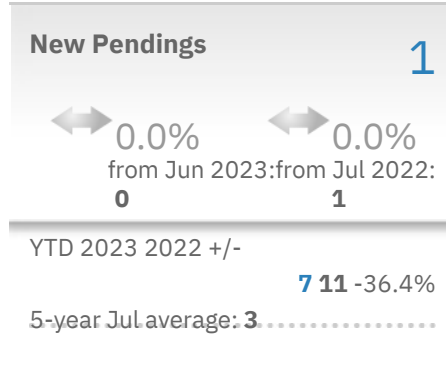 New Pendings
1
0.0% 0.0%
from Jun 2023:from Jul 2022:
0 1
YTD 2023 2022 +/-
7 11 -36.4%
5-year Jul average: 3